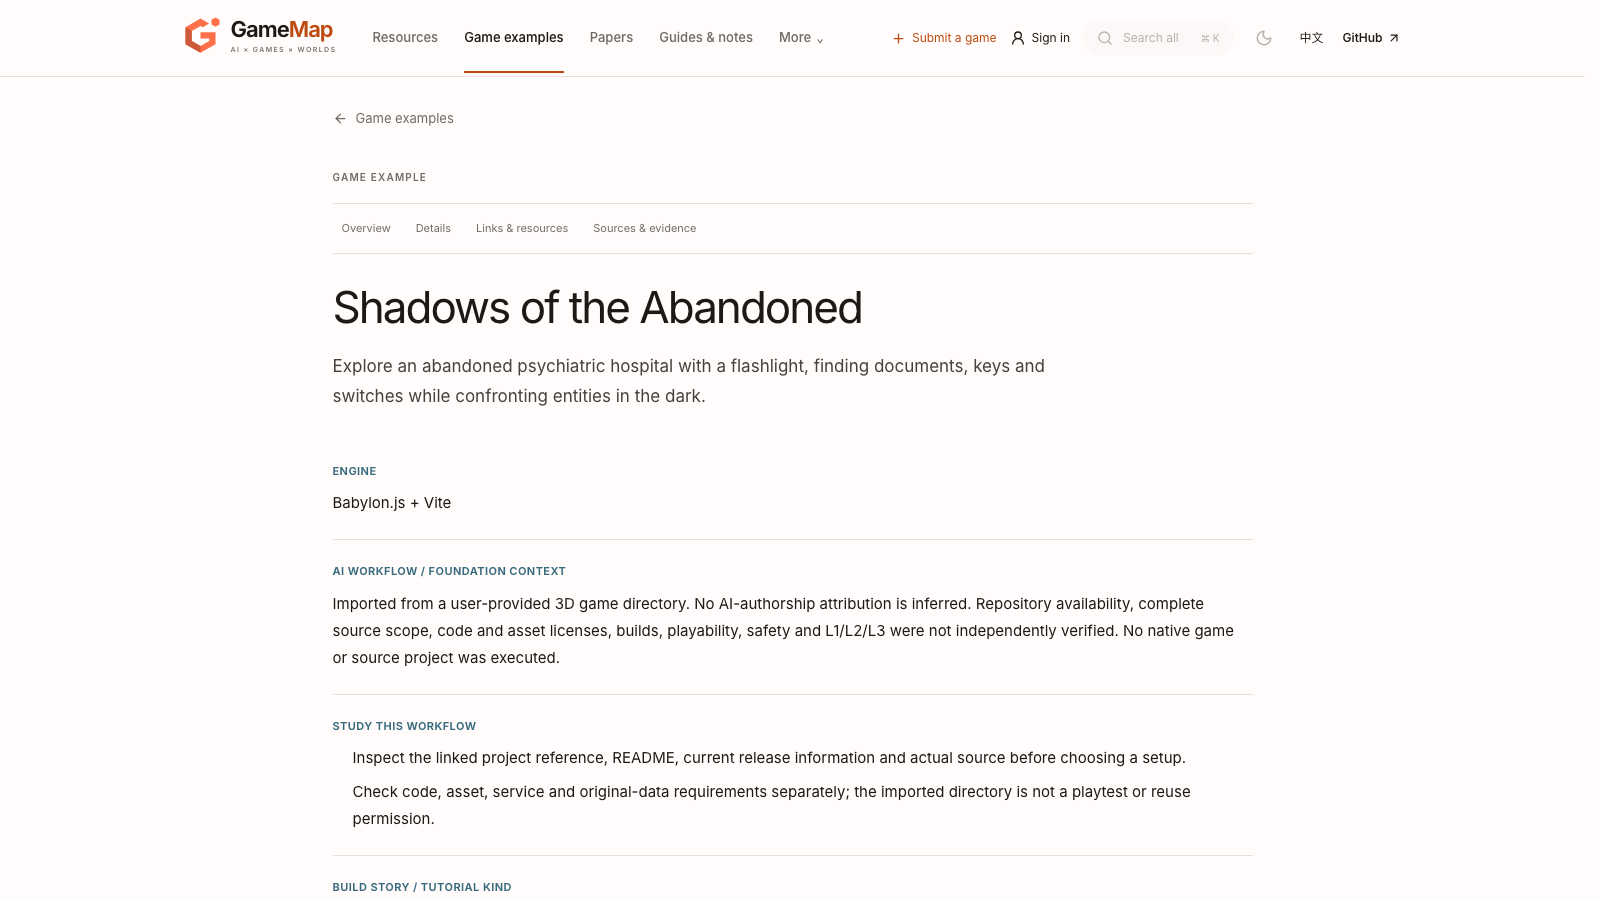 GameMap
AI × GAMES × WORLDS
Resources
Game examples
Papers
Guides & notes
More
Submit a game
Sign in
Search all
⌘ K
中文
GitHub
Game examples
GAME EXAMPLE
Overview
Details
Links & resources
Sources & evidence
Shadows of the Abandoned
Explore an abandoned psychiatric hospital with a flashlight, finding documents, keys and
switches while confronting entities in the dark.
ENGINE
Babylon.js + Vite
AI WORKFLOW / FOUNDATION CONTEXT
Imported from a user-provided 3D game directory. No AI-authorship attribution is inferred. Repository availability, complete
source scope, code and asset licenses, builds, playability, safety and L1/L2/L3 were not independently verified. No native game
or source project was executed.
STUDY THIS WORKFLOW
Inspect the linked project reference, README, current release information and actual source before choosing a setup.
Check code, asset, service and original-data requirements separately; the imported directory is not a playtest or reuse
permission.
BUILD STORY / TUTORIAL KIND